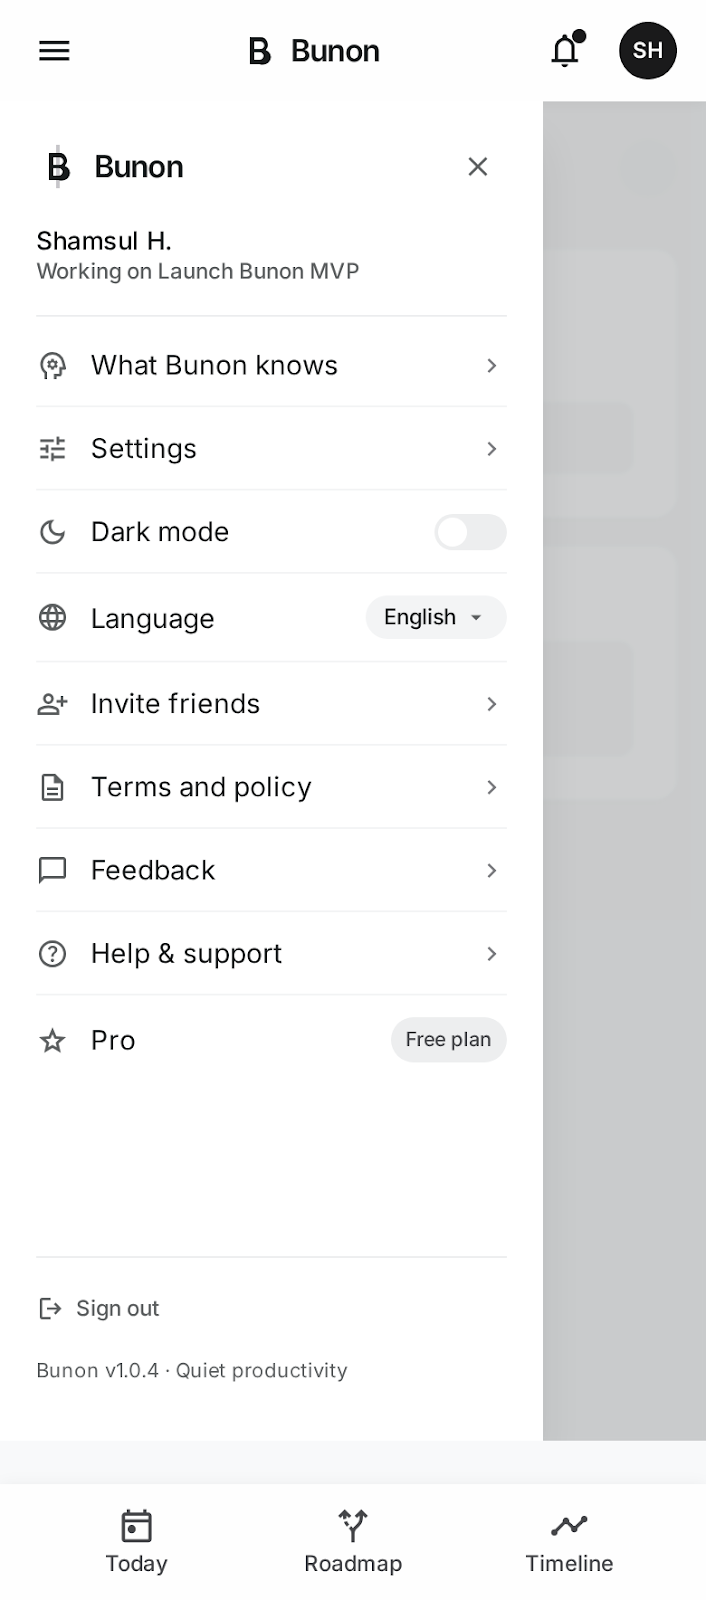 Bunon
SH
Bunon
Shamsul H.
Working on Launch Bunon MVP
What Bunon knows
Settings
Dark mode
Language
English
Invite friends
Terms and policy
Feedback
Help & support
Pro
Free plan
Sign out
Bunon v1.0.4 · Quiet productivity
Today
Roadmap
Timeline